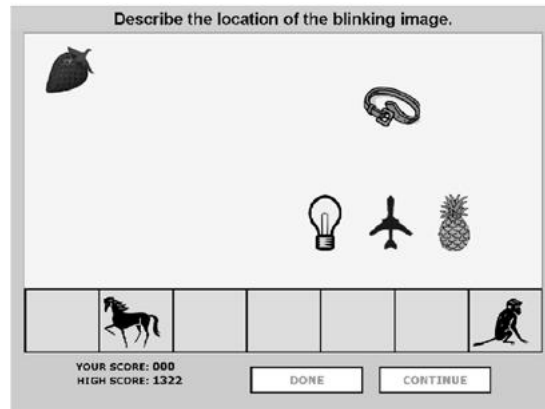 Describe the location of the blinking image.
YOUR SCORE: 000
HIGH SCORE: 1322
DONE
CONTINUE